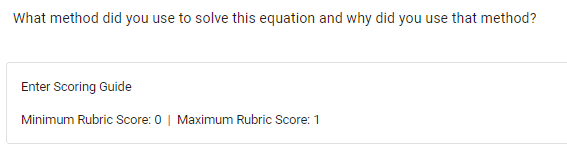 What method did you use to solve this equation and why did you use that method?
Enter Scoring Guide
Minimum Rubric Score: 0 | Maximum Rubric Score: 1